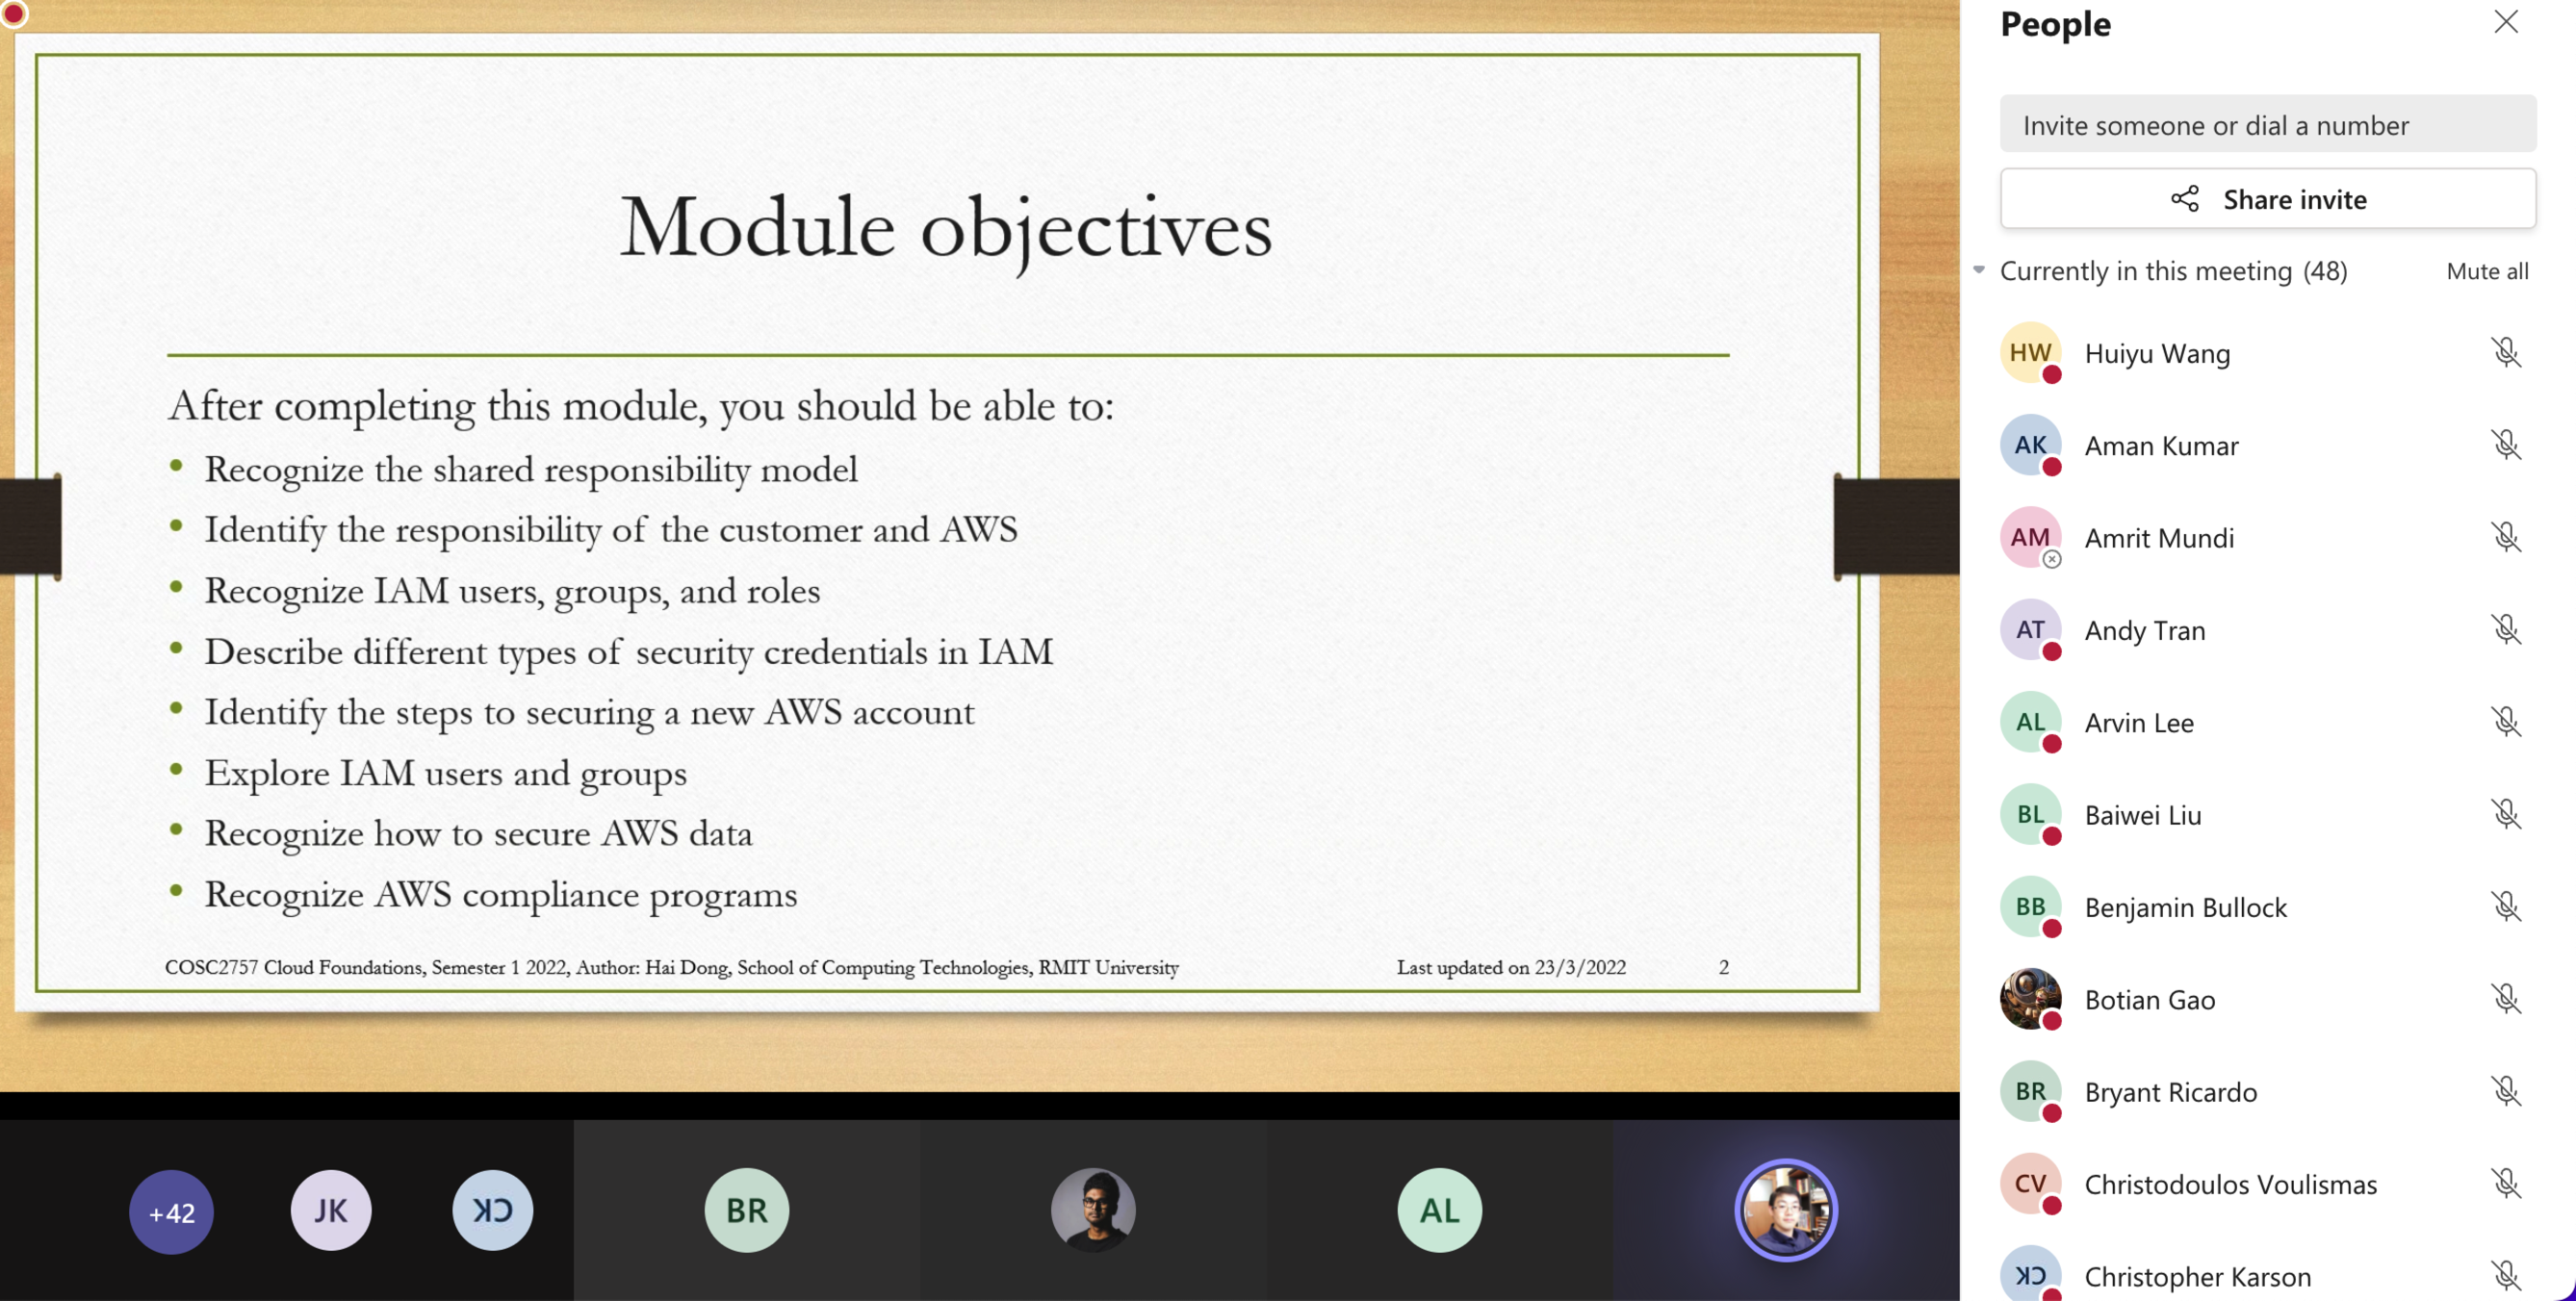 Module objectives
After completing this module, you should be able to:
• Recognize the shared responsibility model
• Identify the responsibility of the customer and AWS
• Recognize IAM users, groups, and roles
• Describe different types of security credentials in IAM
• Identify the steps to securing a new AWS account
• Explore IAM users and groups
• Recognize how to secure AWS data
• Recognize AWS compliance programs
COSC2757 Cloud Foundations, Semester 1 2022, Author: Hai Dong, School of Computing Technologies, RMIT University
Last updated on 23/3/2022
2
+42
JK
ꓘC
BR
AL
People
Invite someone or dial a number
Share invite
Currently in this meeting (48)
Mute all
HW Huiyu Wang
AK Aman Kumar
AM Amrit Mundi
AT Andy Tran
AL Arvin Lee
BL Baiwei Liu
BB Benjamin Bullock
Botian Gao
BR Bryant Ricardo
CV Christodoulos Voulismas
ꓘC Christopher Karson